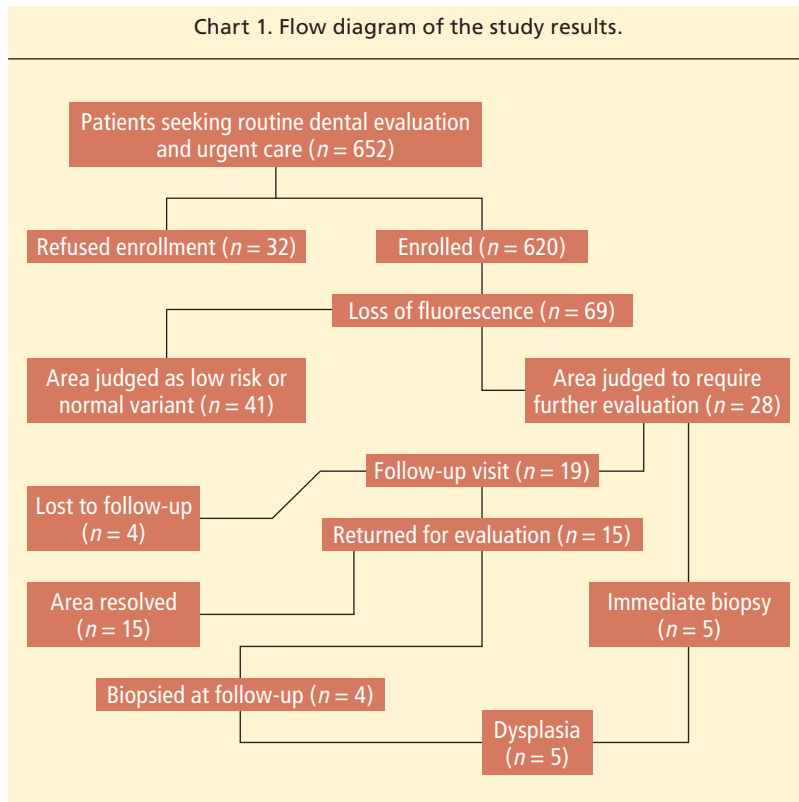 Chart 1. Flow diagram of the study results.
Patients seeking routine dental evaluation
and urgent care (n = 652)
Refused enrollment (n = 32)
Enrolled (n = 620)
Loss of fluorescence (n = 69)
Area judged as low risk or
normal variant (n = 41)
Area judged to require
further evaluation (n = 28)
Follow-up visit (n = 19)
Lost to follow-up
(n = 4)
Returned for evaluation (n = 15)
Area resolved
(n = 15)
Immediate biopsy
(n = 5)
Biopsied at follow-up (n = 4)
Dysplasia
(n = 5)